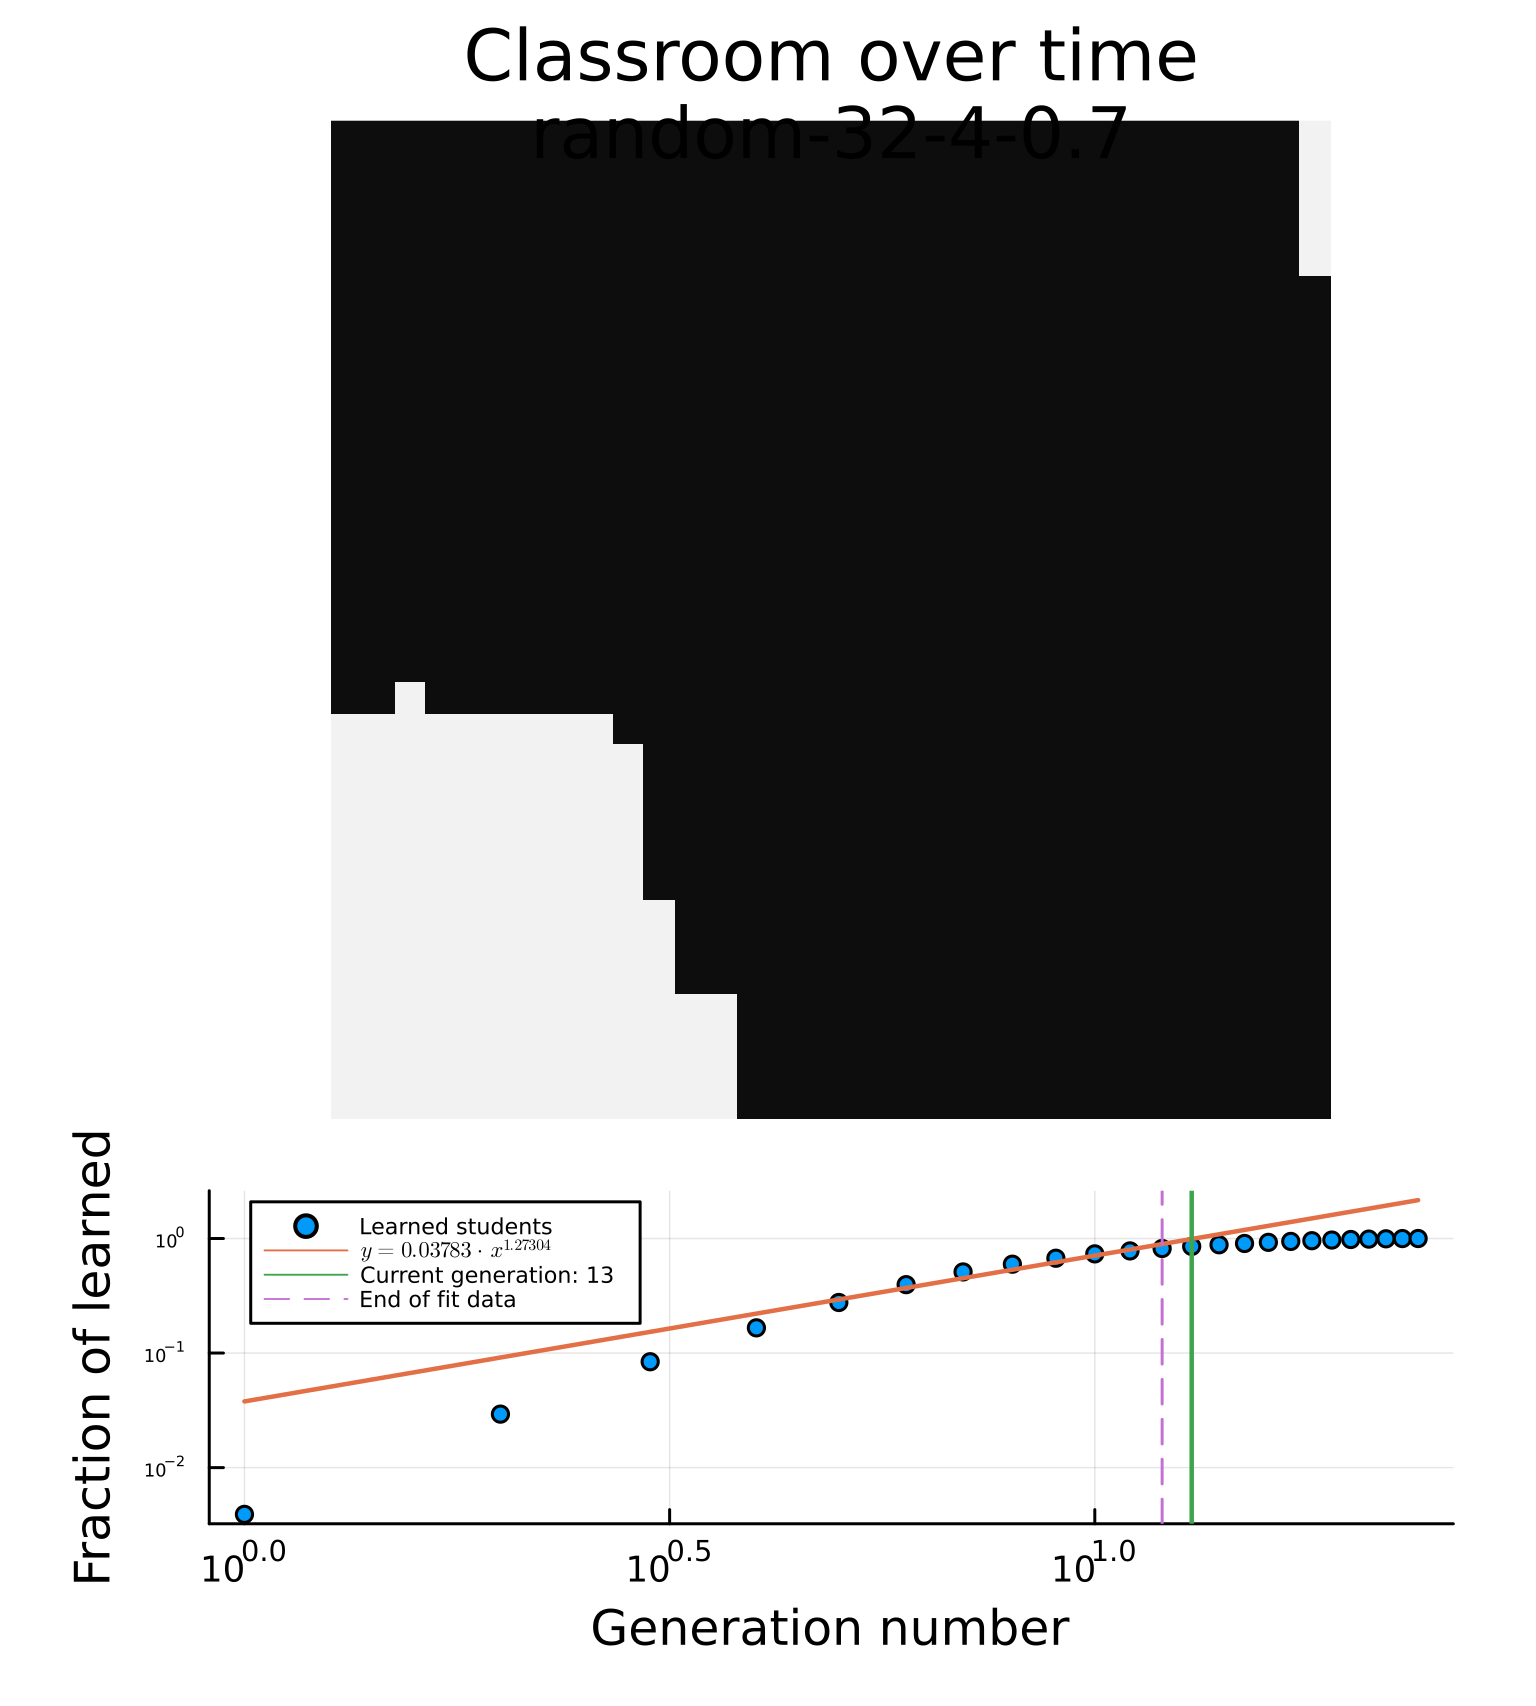 Classroom over time
random-32-4-0.7
Fraction of learned
10^0
10^−1
10^−2
Learned students
y = 0.03783 · x^1.27304
Current generation: 13
End of fit data
10^0.0
10^0.5
10^1.0
Generation number